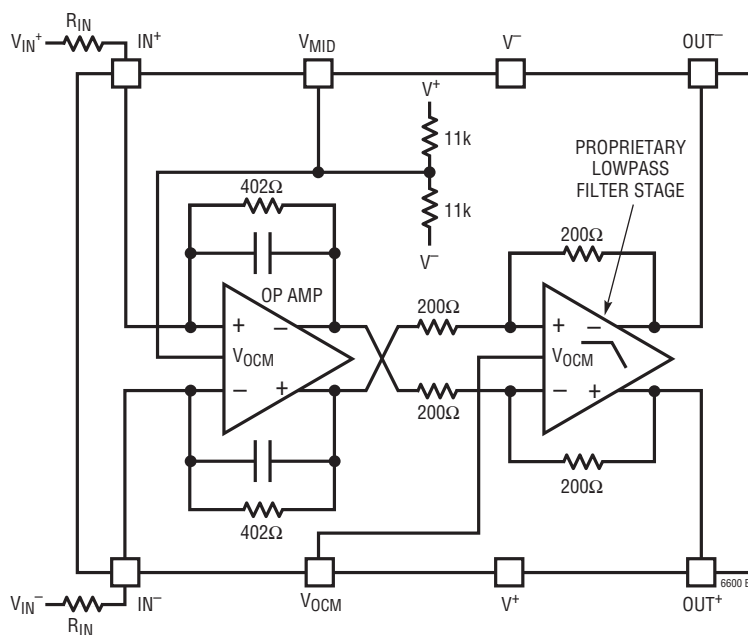 R_IN
V_IN⁺
IN⁺
V_MID
V⁻
OUT⁻
V⁺
11k
11k
V⁻
PROPRIETARY
LOWPASS
FILTER STAGE
402Ω
OP AMP
+
−
V_OCM
−
+
402Ω
200Ω
200Ω
200Ω
+
−
V_OCM
−
+
200Ω
V_IN⁻
R_IN
IN⁻
V_OCM
V⁺
OUT⁺